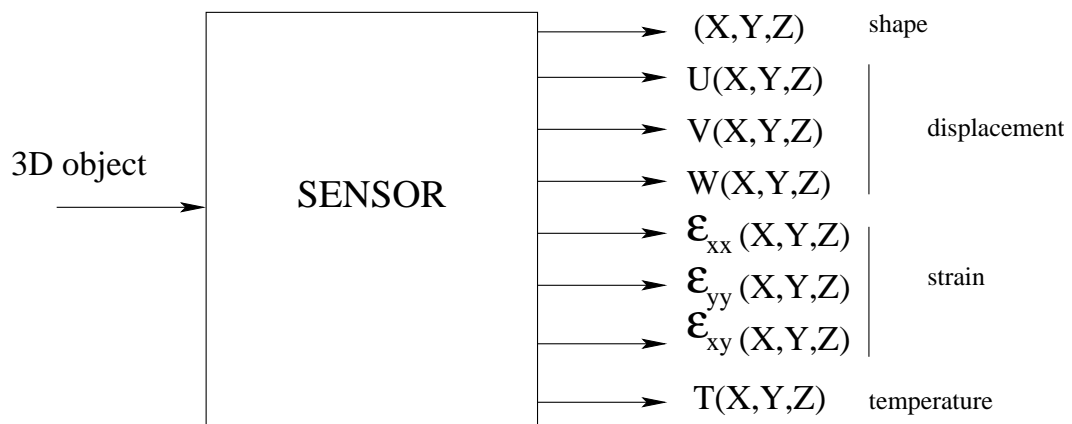 (X,Y,Z) shape
U(X,Y,Z)
V(X,Y,Z) displacement
3D object
W(X,Y,Z)
SENSOR
εxx (X,Y,Z)
εyy (X,Y,Z) strain
εxy (X,Y,Z)
T(X,Y,Z) temperature